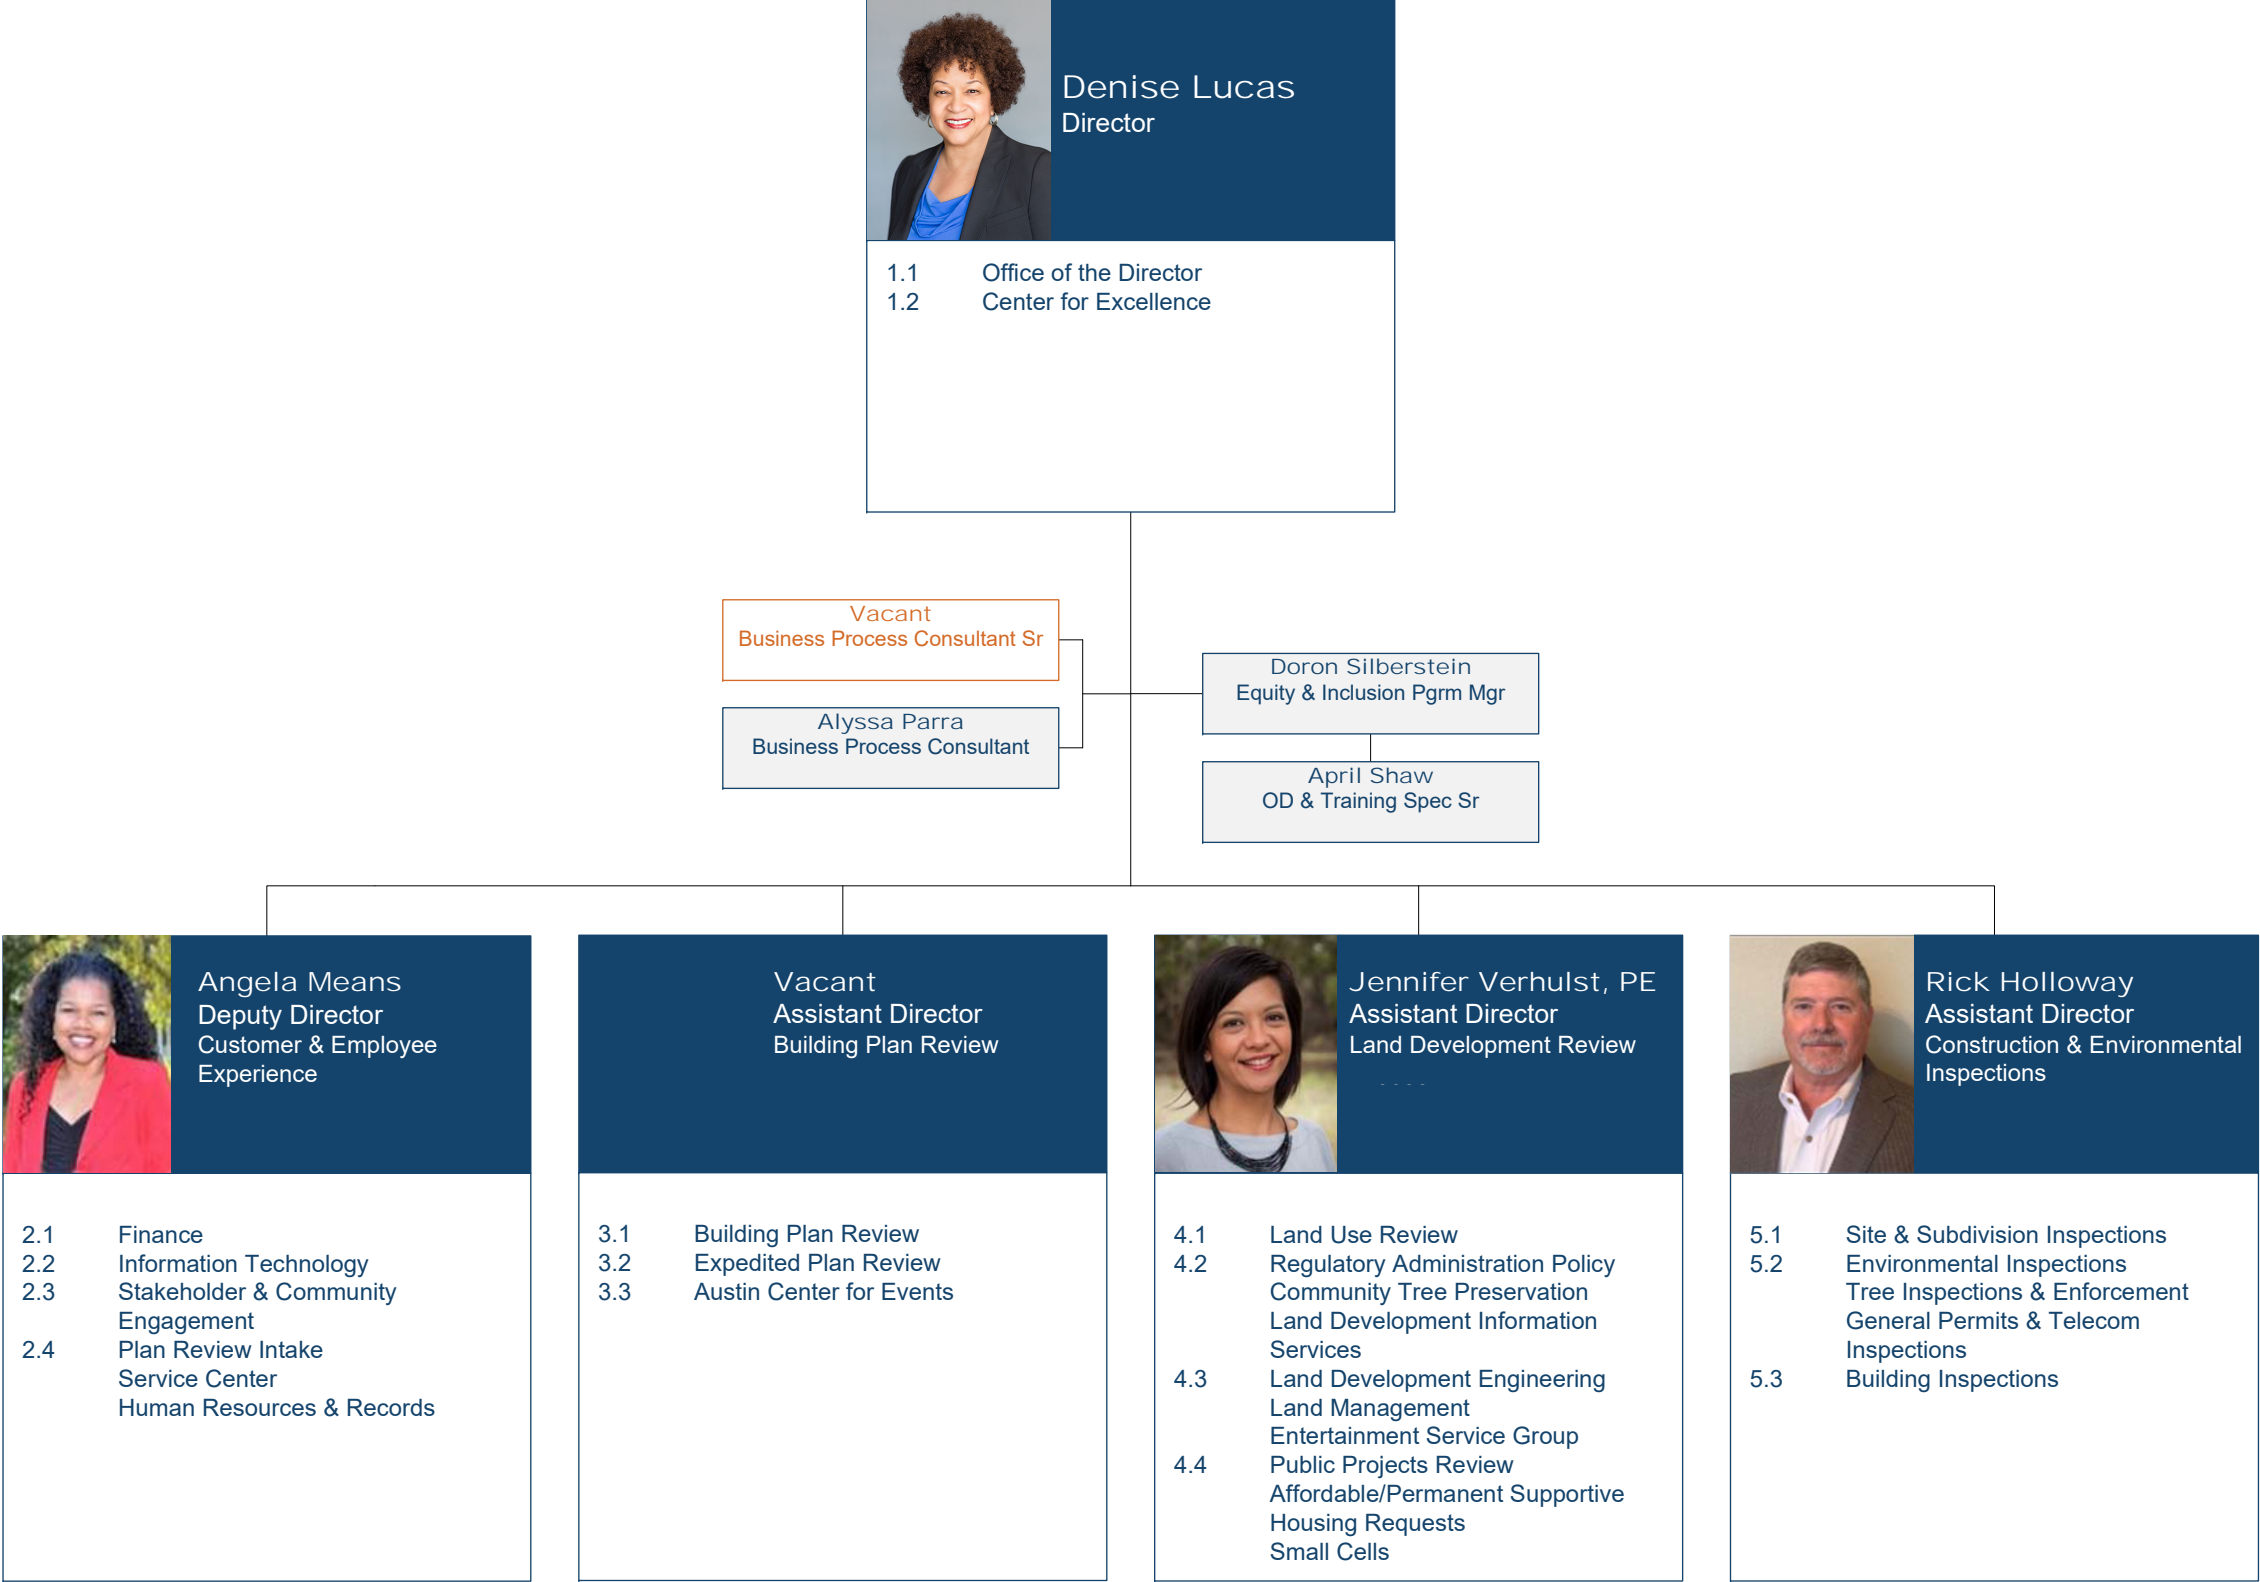 Denise Lucas
Director
1.1 Office of the Director
1.2 Center for Excellence
Vacant
Business Process Consultant Sr
Alyssa Parra
Business Process Consultant
Doron Silberstein
Equity & Inclusion Pgrm Mgr
April Shaw
OD & Training Spec Sr
Angela Means
Deputy Director
Customer & Employee
Experience
2.1 Finance
2.2 Information Technology
2.3 Stakeholder & Community
Engagement
2.4 Plan Review Intake
Service Center
Human Resources & Records
Vacant
Assistant Director
Building Plan Review
3.1 Building Plan Review
3.2 Expedited Plan Review
3.3 Austin Center for Events
Jennifer Verhulst, PE
Assistant Director
Land Development Review
4.1 Land Use Review
4.2 Regulatory Administration Policy
Community Tree Preservation
Land Development Information
Services
4.3 Land Development Engineering
Land Management
Entertainment Service Group
4.4 Public Projects Review
Affordable/Permanent Supportive
Housing Requests
Small Cells
Rick Holloway
Assistant Director
Construction & Environmental
Inspections
5.1 Site & Subdivision Inspections
5.2 Environmental Inspections
Tree Inspections & Enforcement
General Permits & Telecom
Inspections
5.3 Building Inspections